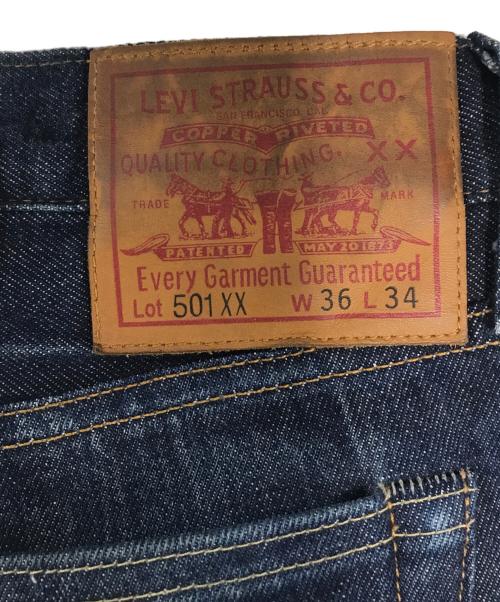 LEVI STRAUSS & CO.
SAN FRANCISCO, CAL.
COPPER RIVETED
QUALITY CLOTHING. XX
TRADE MARK
PATENTED MAY 20 1873
Every Garment Guaranteed
Lot 501XX W 36 L 34